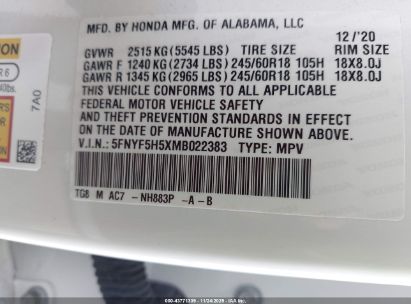 MFD. BY HONDA MFG. OF ALABAMA, LLC
12/'20
GVWR 2515 KG (5545 LBS) TIRE SIZE RIM SIZE
GAWR F 1240 KG (2734 LBS) 245/60R18 105H 18X8.0J
GAWR R 1345 KG (2965 LBS) 245/60R18 105H 18X8.0J
THIS VEHICLE CONFORMS TO ALL APPLICABLE
FEDERAL MOTOR VEHICLE SAFETY
AND THEFT PREVENTION STANDARDS IN EFFECT
ON THE DATE OF MANUFACTURE SHOWN ABOVE.
V.I.N.: 5FNYF5H5XMB022383 TYPE: MPV
TG8 M AC7 -NH883P -A -B
7A0
TION
R 6
40lbs.